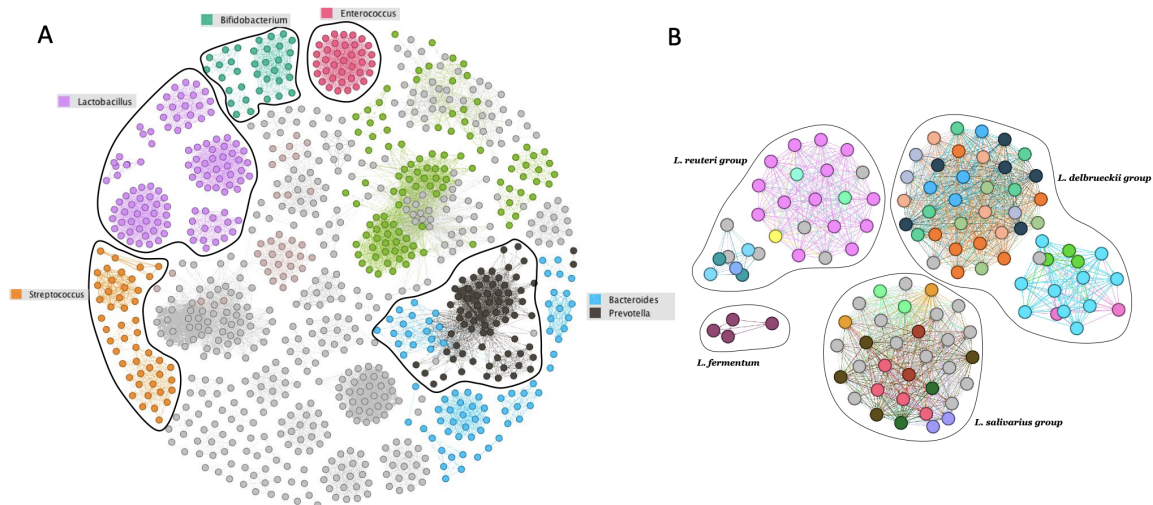 A
Bifidobacterium
Enterococcus
Lactobacillus
Streptococcus
Bacteroides
Prevotella
B
L. reuteri group
L. delbrueckii group
L. fermentum
L. salivarius group